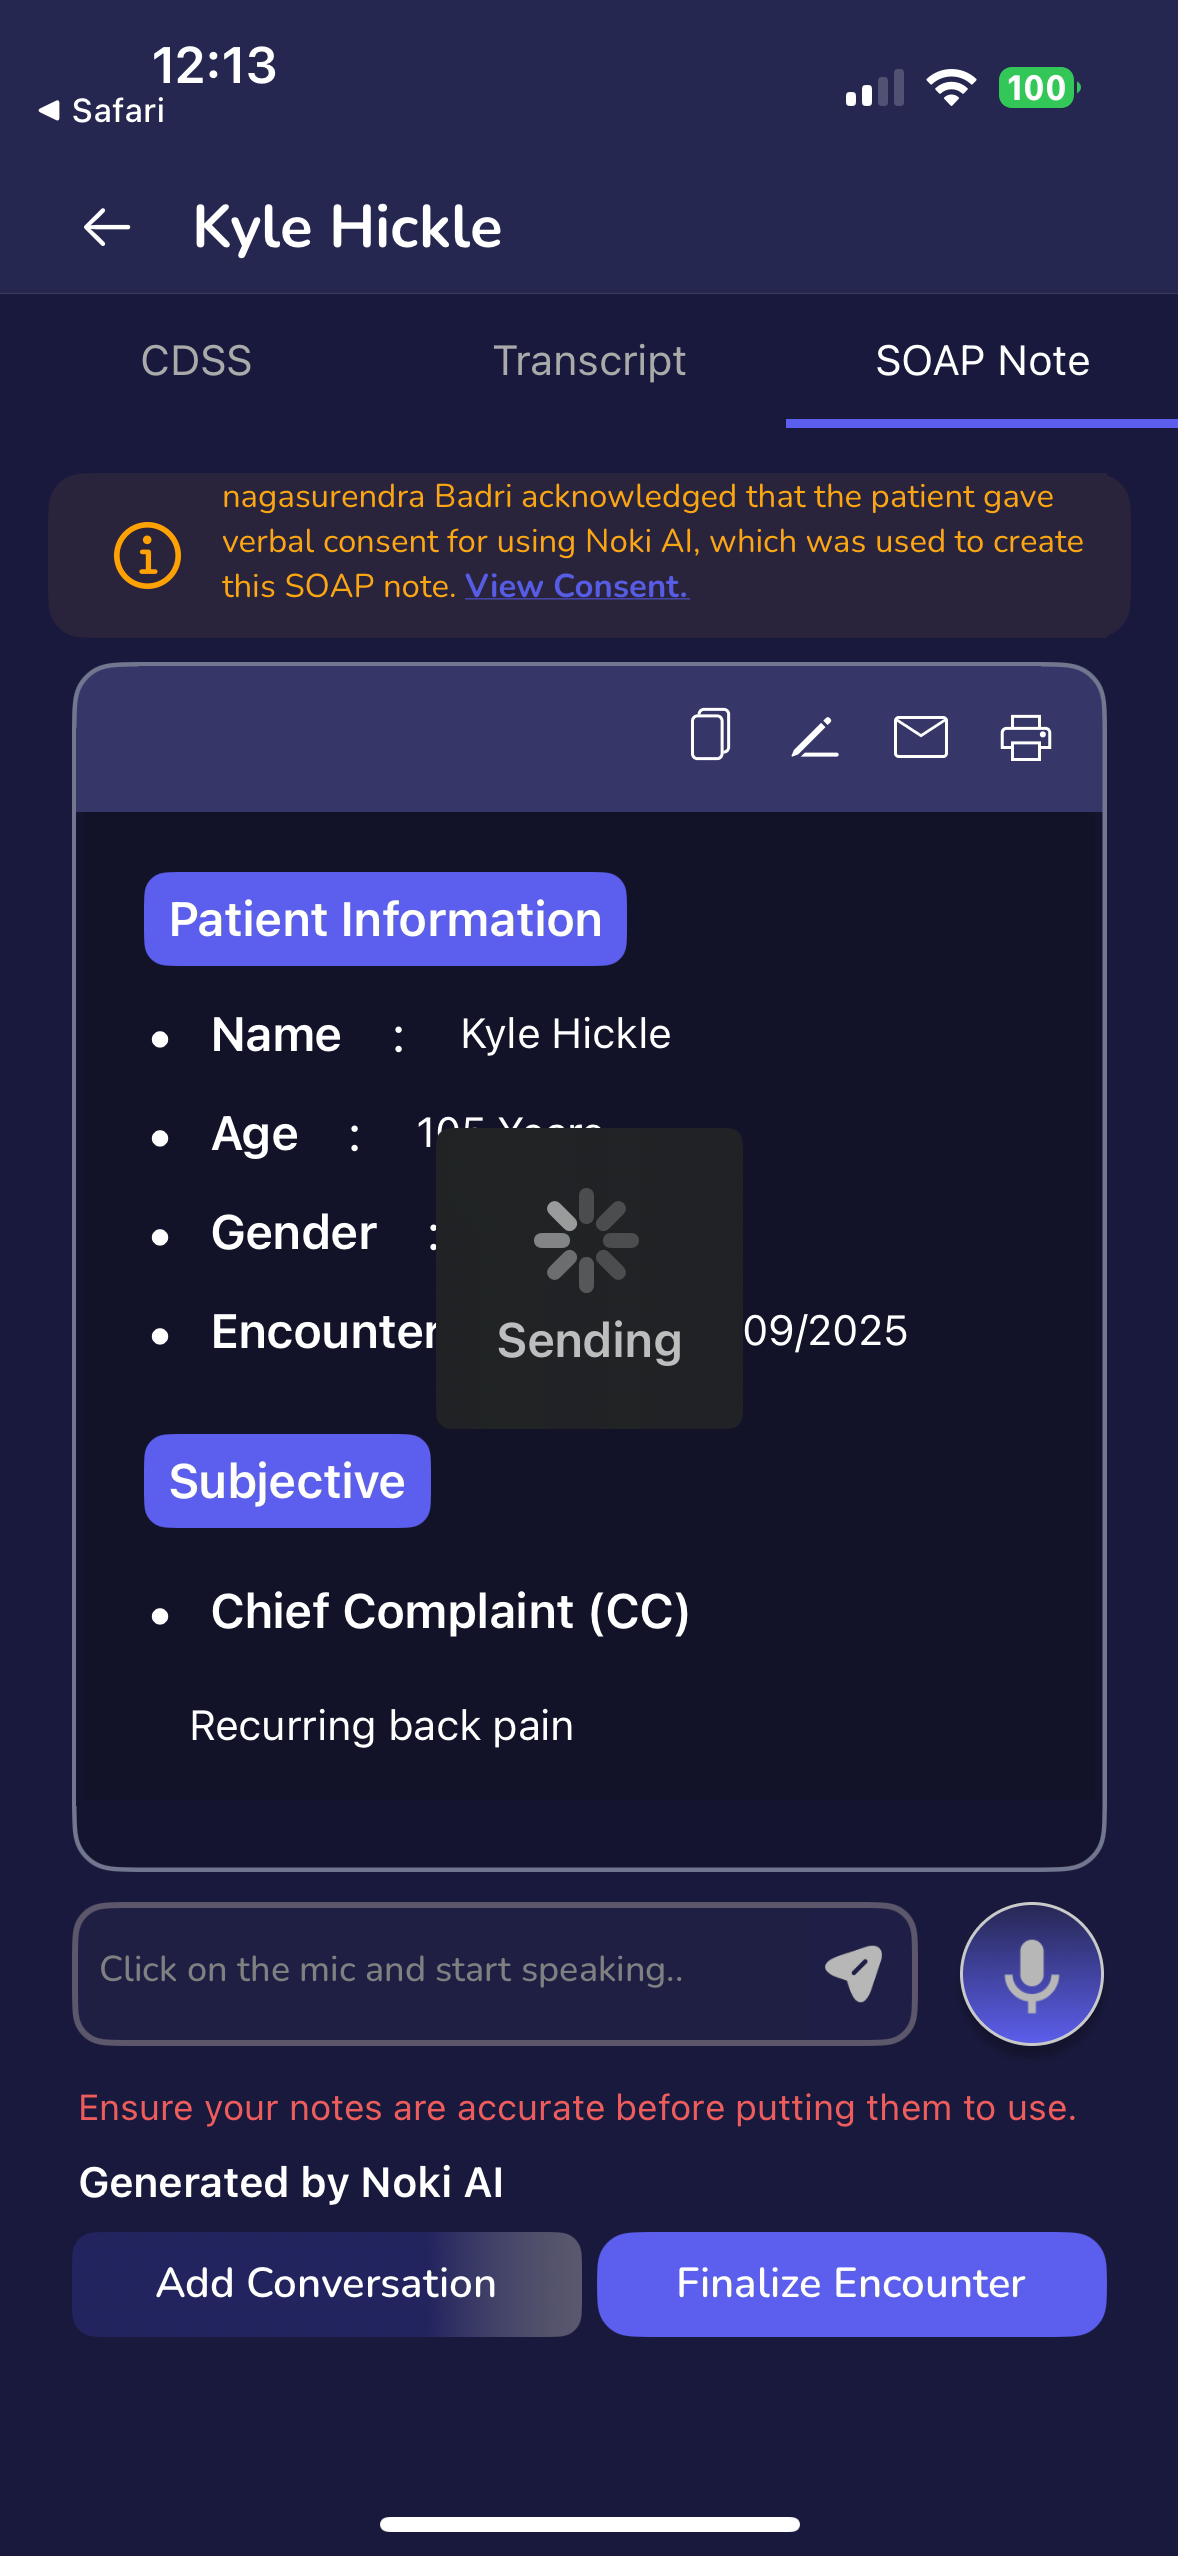 12:13
Safari
100
Kyle Hickle
CDSS
Transcript
SOAP Note
nagasurendra Badri acknowledged that the patient gave
verbal consent for using Noki AI, which was used to create
this SOAP note. View Consent.
Patient Information
• Name : Kyle Hickle
• Age : 105 Years
• Gender :
• Encounter 09/2025
Sending
Subjective
• Chief Complaint (CC)
Recurring back pain
Click on the mic and start speaking..
Ensure your notes are accurate before putting them to use.
Generated by Noki AI
Add Conversation
Finalize Encounter